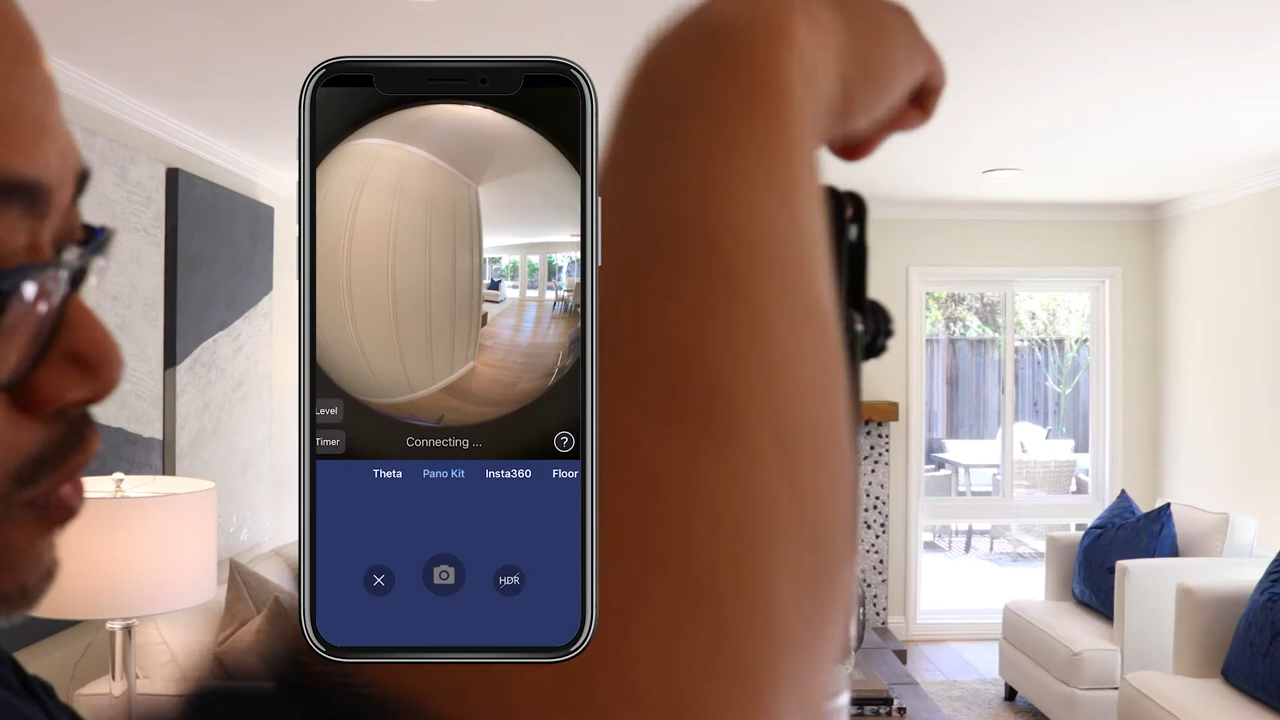 Level
Timer
Connecting ...
?
Theta Pano Kit Insta360 Floor
HDR